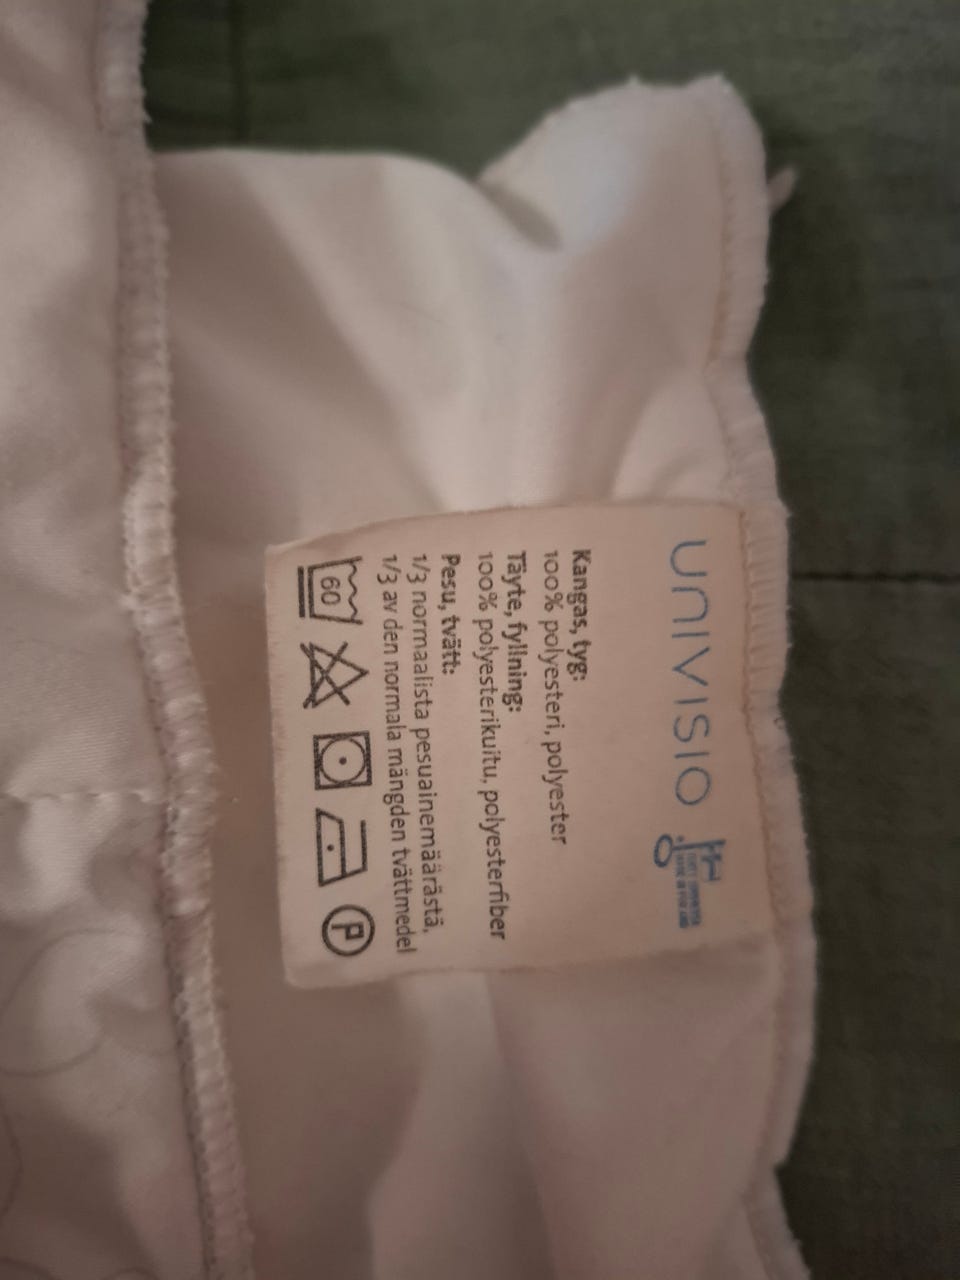 UNIVISIO
Kangas, tyg:
100% polyesteri, polyester
Täyte, fyllning:
100% polyesterikuitu, polyesterfiber
Pesu, tvätt:
1/3 normaalista pesuainemäärästä,
1/3 av den normala mängden tvättmedel
60 P